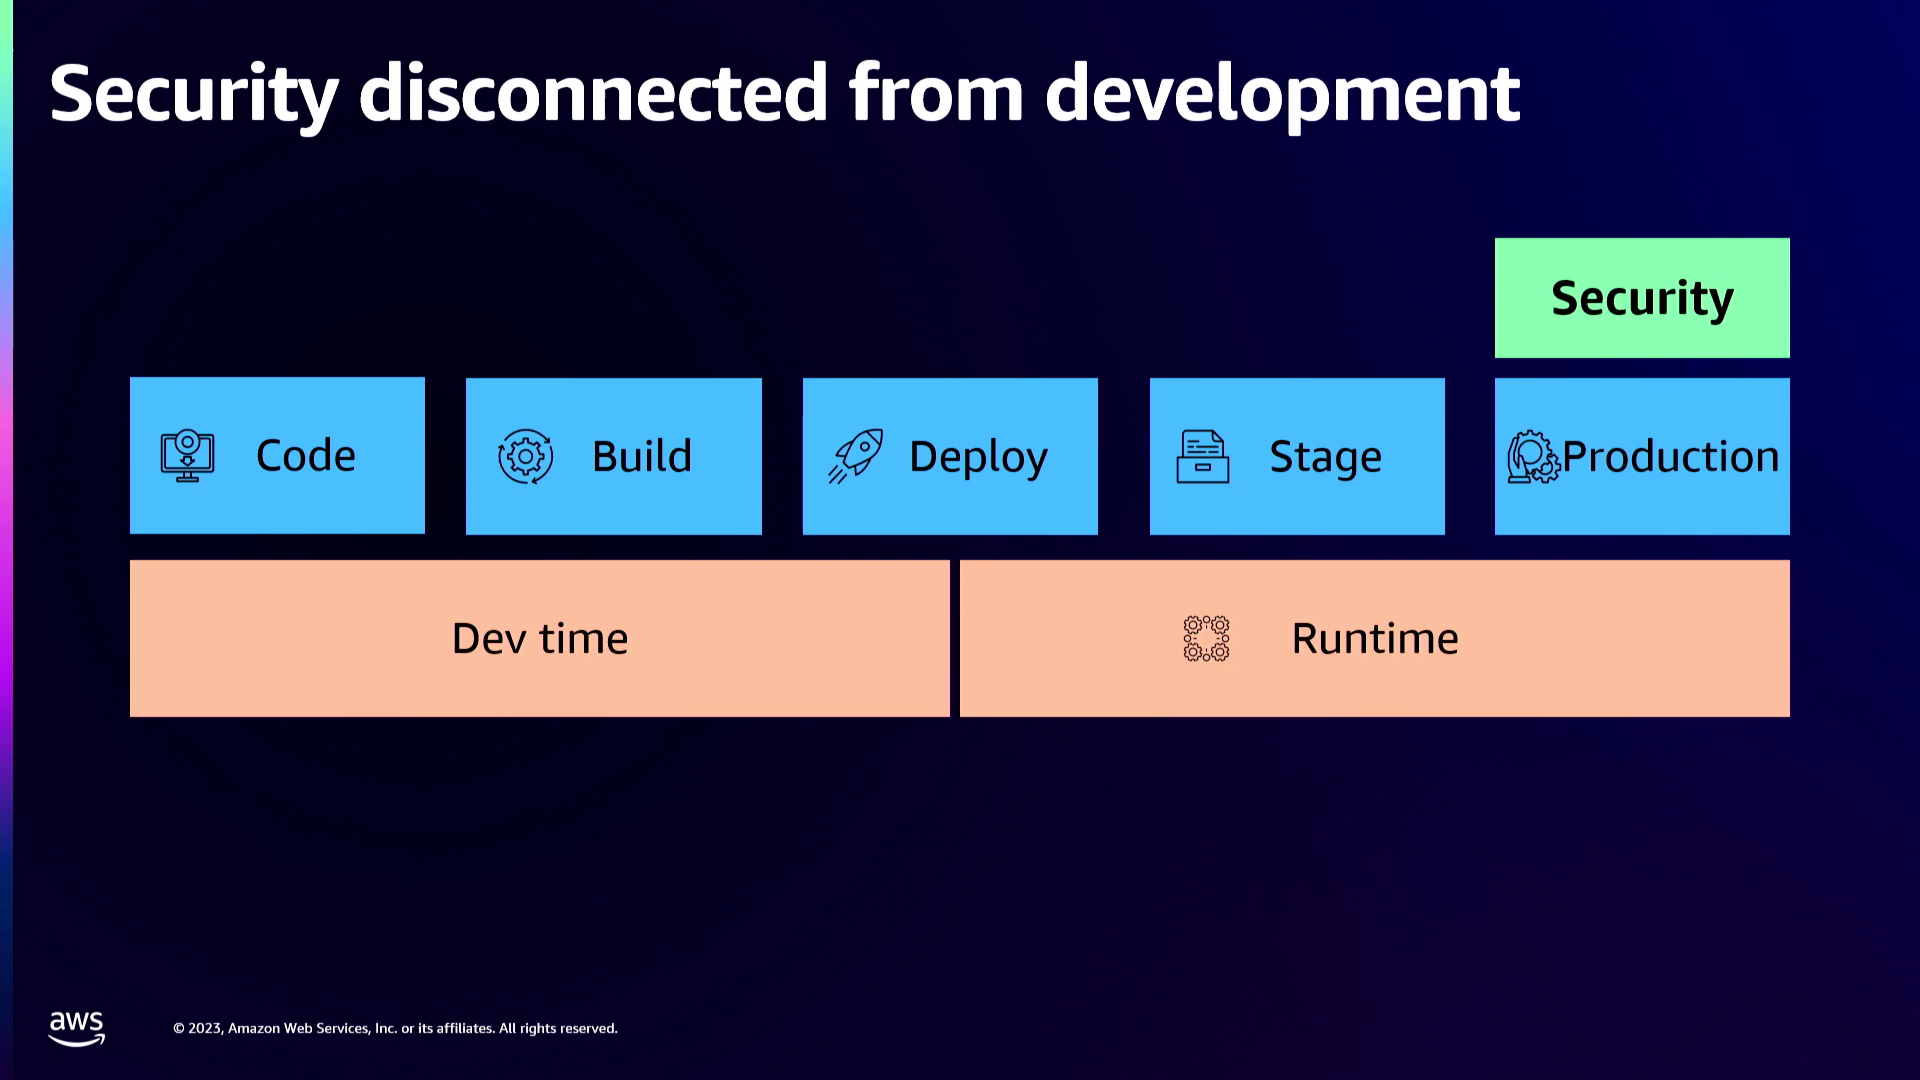 Security disconnected from development
Security
Code
Build
Deploy
Stage
Production
Dev time
Runtime
aws
© 2023, Amazon Web Services, Inc. or its affiliates. All rights reserved.